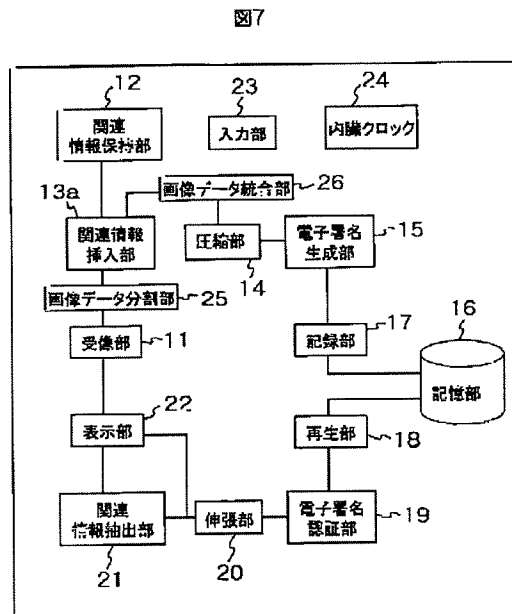 図7
12
23
24
関連
情報保持部
入力部
内臓クロック
13a
画像データ統合部
26
関連情報
挿入部
圧縮部
電子署名
生成部
15
14
画像データ分割部
25
17
16
受像部
11
記録部
記憶部
22
表示部
再生部
18
関連
情報抽出部
伸張部
電子署名
認証部
19
21
20